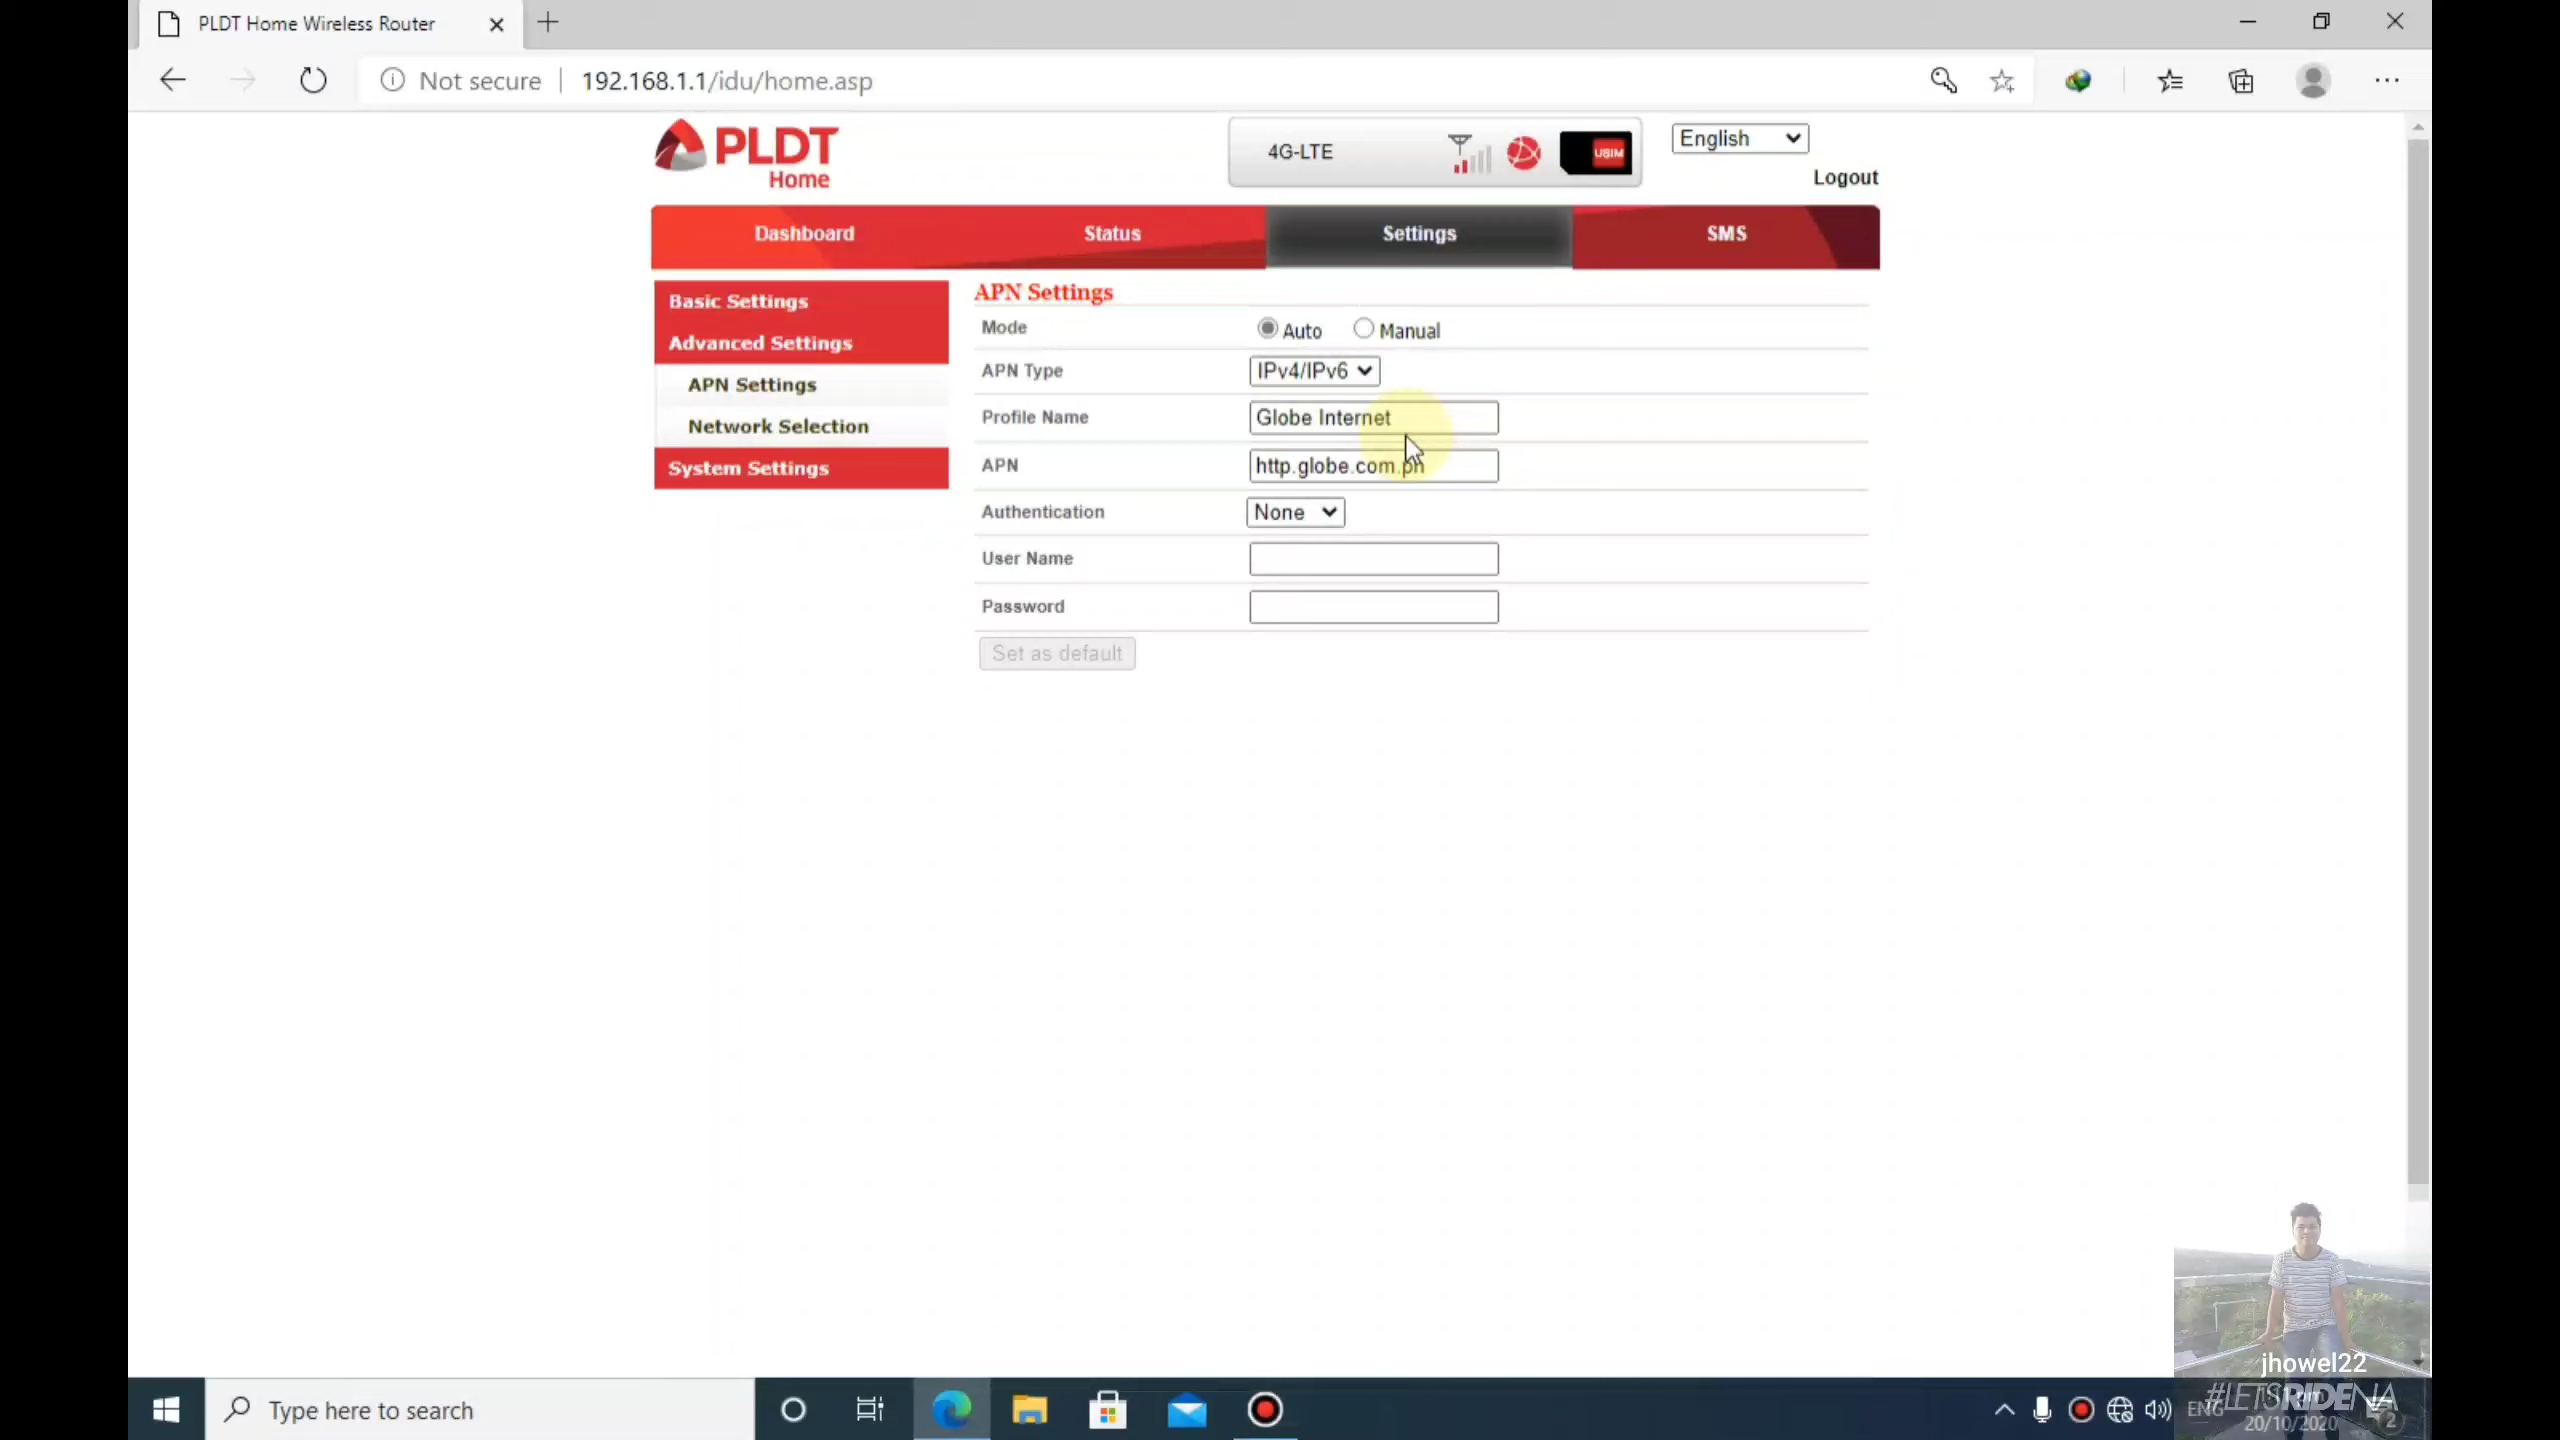 PLDT Home Wireless Router
Not secure 192.168.1.1/idu/home.asp
PLDT
Home
4G-LTE
USIM
English
Logout
Dashboard
Status
Settings
SMS
Basic Settings
Advanced Settings
APN Settings
Network Selection
System Settings
APN Settings
Mode Auto Manual
APN Type IPv4/IPv6
Profile Name Globe Internet
APN http.globe.com.ph
Authentication None
User Name
Password
Set as default
jhowel22
#LETSRIDENA
Type here to search
ENG
20/10/2020
2